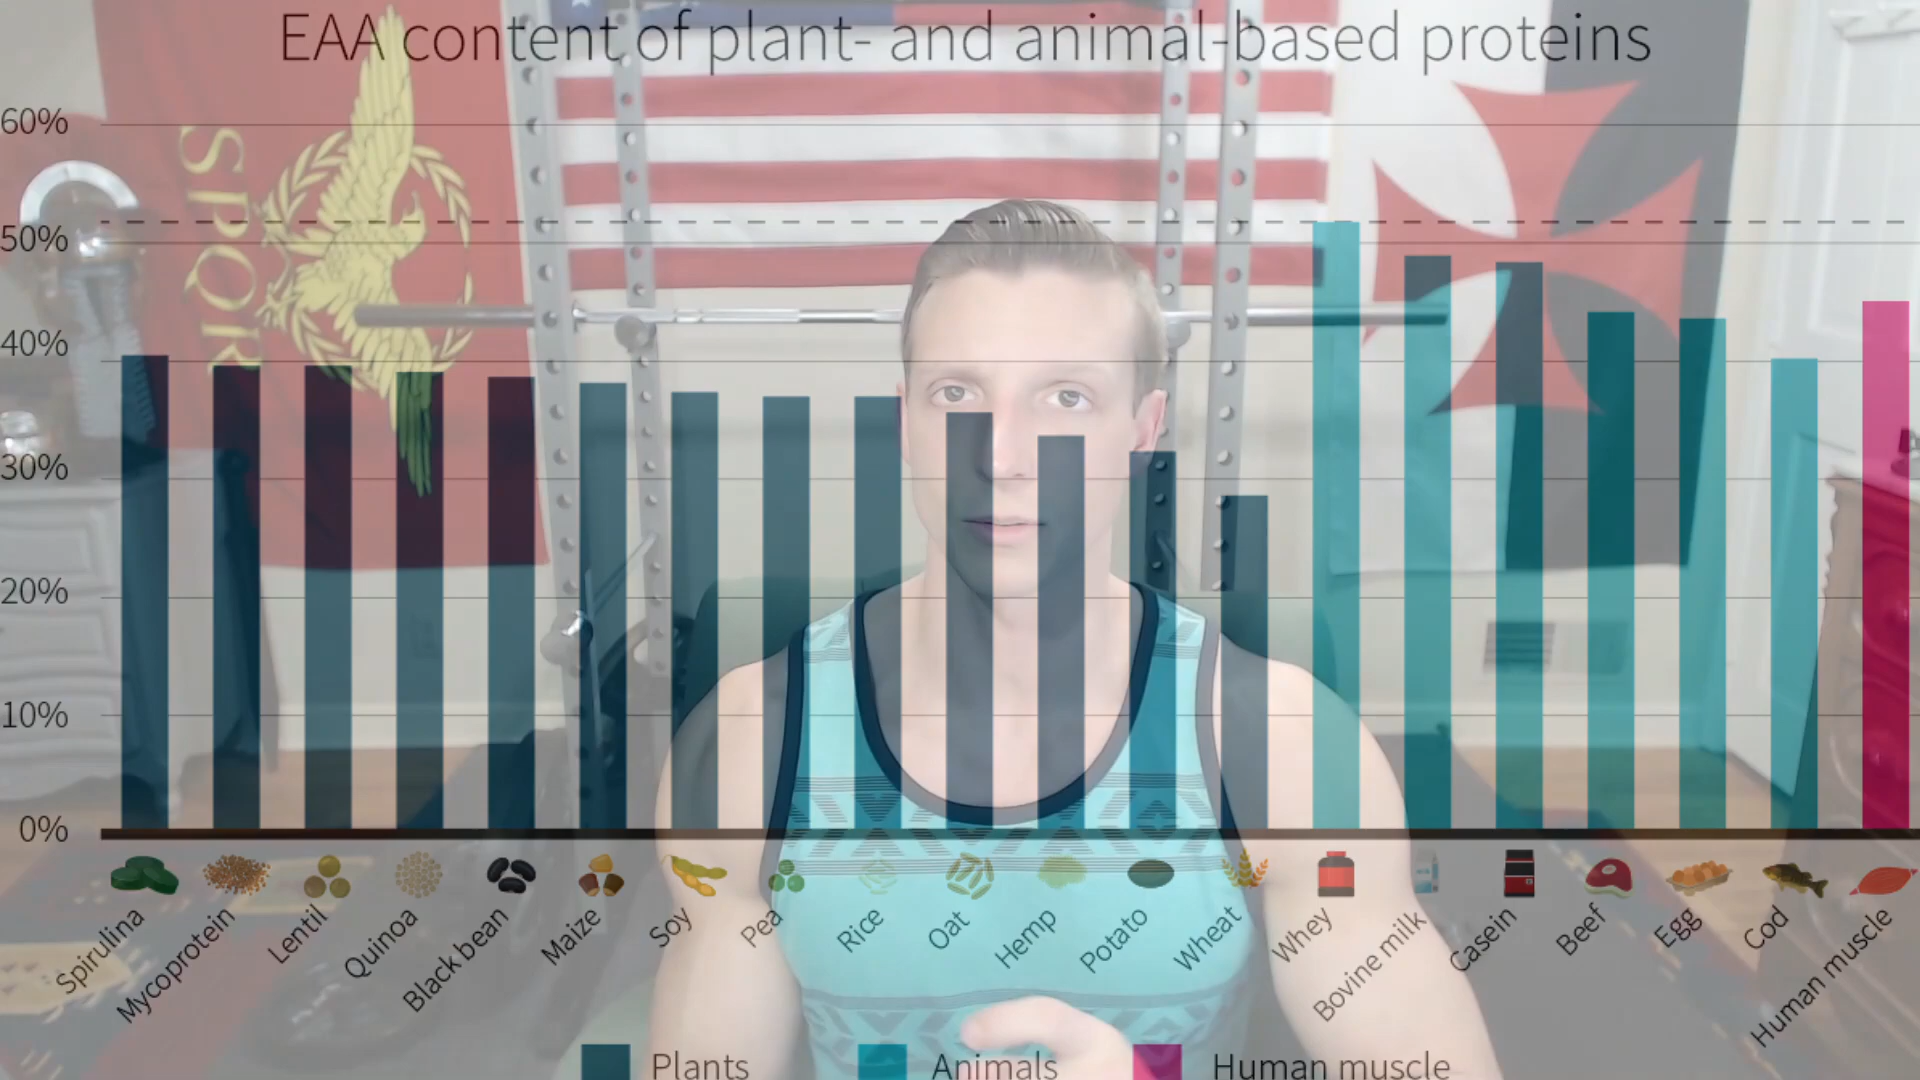 EAA content of plant- and animal-based proteins
60%
50%
40%
30%
20%
10%
0%
SPQR
Spirulina
Mycoprotein
Lentil
Quinoa
Black bean
Maize
Soy
Pea
Rice
Oat
Hemp
Potato
Wheat
Whey
Bovine milk
Casein
Beef
Egg
Cod
Human muscle
Plants
Animals
Human muscle